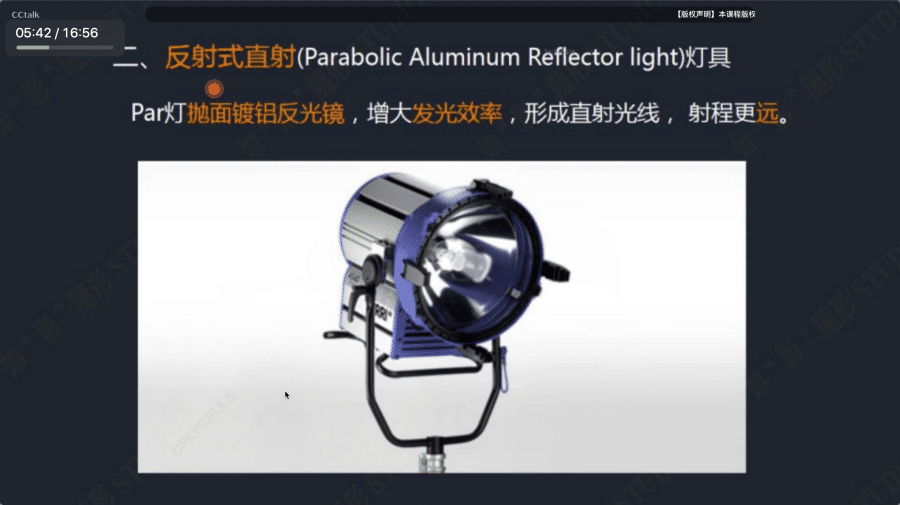 CCtalk
【版权声明】本课程版权
05:42 / 16:56
二、反射式直射(Parabolic Aluminum Reflector light)灯具
Par灯抛面镀铝反光镜，增大发光效率，形成直射光线， 射程更远。